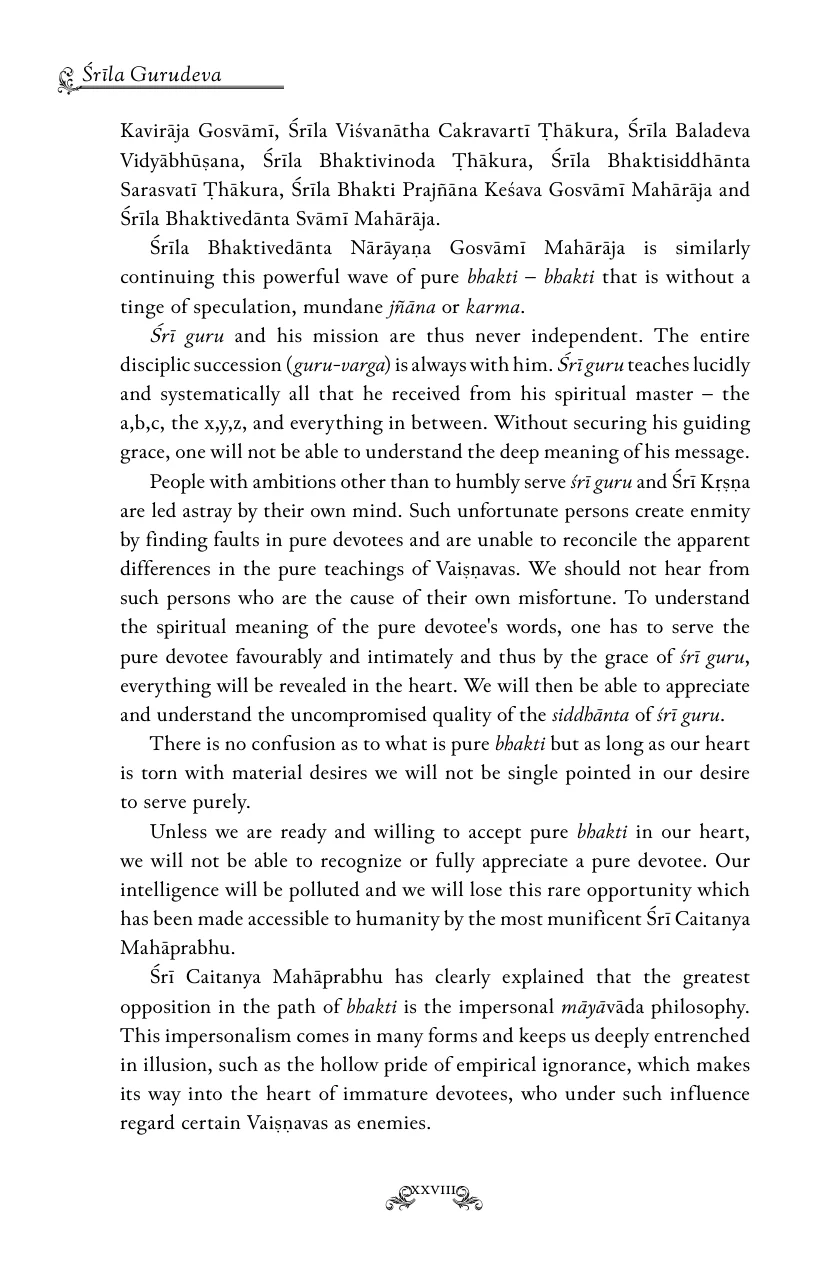 Śrīla Gurudeva
Kavirāja Gosvāmī, Śrīla Viśvanātha Cakravartī Ṭhākura, Śrīla Baladeva
Vidyābhūṣaṇa, Śrīla Bhaktivinoda Ṭhākura, Śrīla Bhaktisiddhānta
Sarasvatī Ṭhākura, Śrīla Bhakti Prajñāna Keśava Gosvāmī Mahārāja and
Śrīla Bhaktivedānta Svāmī Mahārāja.
Śrīla Bhaktivedānta Nārāyaṇa Gosvāmī Mahārāja is similarly
continuing this powerful wave of pure bhakti – bhakti that is without a
tinge of speculation, mundane jñāna or karma.
Śrī guru and his mission are thus never independent. The entire
disciplic succession (guru-varga) is always with him. Śrī guru teaches lucidly
and systematically all that he received from his spiritual master – the
a,b,c, the x,y,z, and everything in between. Without securing his guiding
grace, one will not be able to understand the deep meaning of his message.
People with ambitions other than to humbly serve śrī guru and Śrī Kṛṣṇa
are led astray by their own mind. Such unfortunate persons create enmity
by finding faults in pure devotees and are unable to reconcile the apparent
differences in the pure teachings of Vaiṣṇavas. We should not hear from
such persons who are the cause of their own misfortune. To understand
the spiritual meaning of the pure devotee's words, one has to serve the
pure devotee favourably and intimately and thus by the grace of śrī guru,
everything will be revealed in the heart. We will then be able to appreciate
and understand the uncompromised quality of the siddhānta of śrī guru.
There is no confusion as to what is pure bhakti but as long as our heart
is torn with material desires we will not be single pointed in our desire
to serve purely.
Unless we are ready and willing to accept pure bhakti in our heart,
we will not be able to recognize or fully appreciate a pure devotee. Our
intelligence will be polluted and we will lose this rare opportunity which
has been made accessible to humanity by the most munificent Śrī Caitanya
Mahāprabhu.
Śrī Caitanya Mahāprabhu has clearly explained that the greatest
opposition in the path of bhakti is the impersonal māyāvāda philosophy.
This impersonalism comes in many forms and keeps us deeply entrenched
in illusion, such as the hollow pride of empirical ignorance, which makes
its way into the heart of immature devotees, who under such influence
regard certain Vaiṣṇavas as enemies.
XXVIII